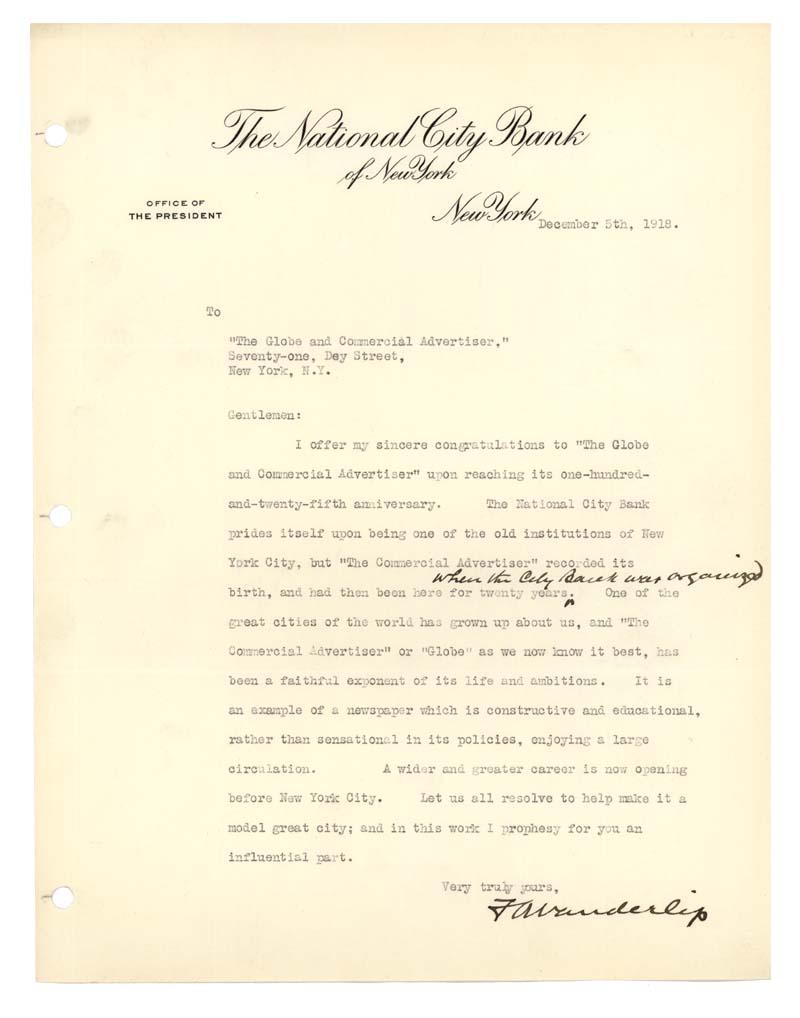 The National City Bank
of New York
OFFICE OF
THE PRESIDENT
New York
December 5th, 1918.
To
"The Globe and Commercial Advertiser,"
Seventy-one, Dey Street,
New York, N.Y.
Gentlemen:
I offer my sincere congratulations to "The Globe
and Commercial Advertiser" upon reaching its one-hundred-
and-twenty-fifth anniversary. The National City Bank
prides itself upon being one of the old institutions of New
York City, but "The Commercial Advertiser" recorded its
when the City Bank was organized
birth, and had then been here for twenty years. One of the
great cities of the world has grown up about us, and "The
Commercial Advertiser" or "Globe" as we now know it best, has
been a faithful exponent of its life and ambitions. It is
an example of a newspaper which is constructive and educational,
rather than sensational in its policies, enjoying a large
circulation. A wider and greater career is now opening
before New York City. Let us all resolve to help make it a
model great city; and in this work I prophesy for you an
influential part.
Very truly yours,
F A Vanderlip